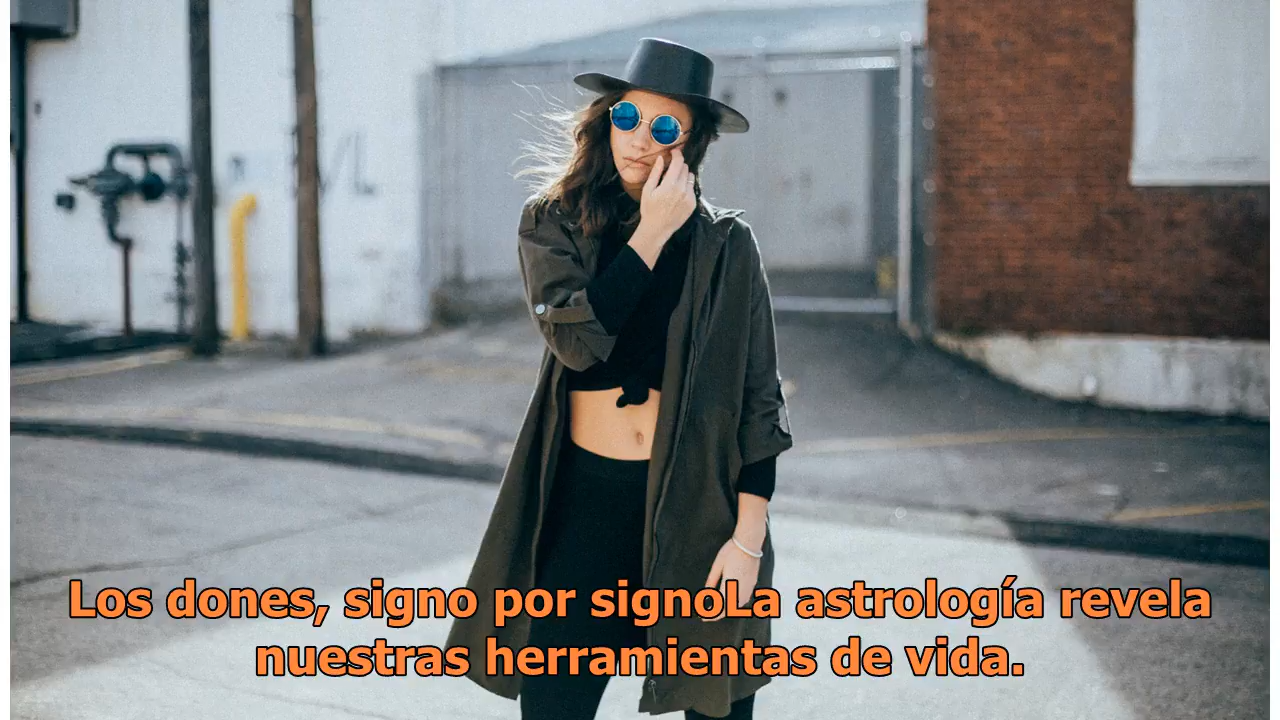 Los dones, signo por signoLa astrología revela
nuestras herramientas de vida.